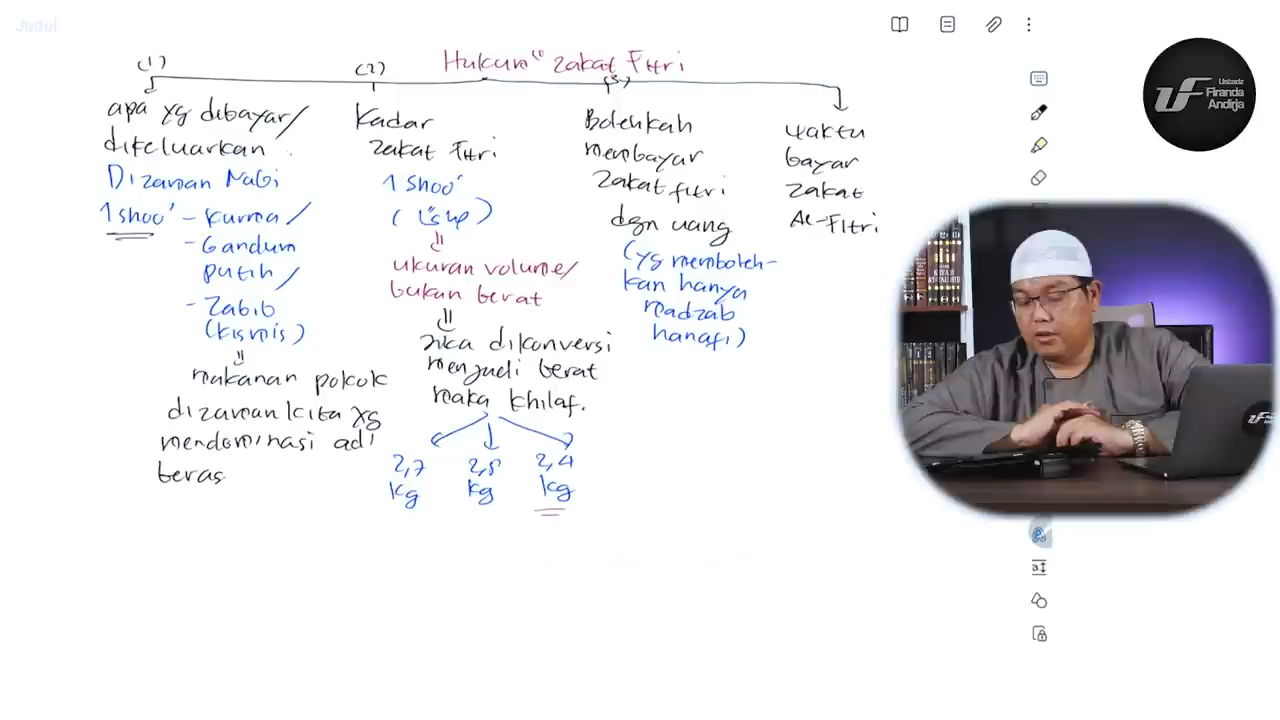 Judul
Hukum" Zakat Fitri
(1)
apa yg dibayar/
dikeluarkan :
Dizaman Nabi
1 shoo' - kurma/
- Gandum
putih/
- Zabib
(kismis)
makanan pokok
dizaman kita yg
mendominasi adl
beras
(2)
Kadar
Zakat Fitri
1 Shoo'
ukuran volume/
bukan berat
Jika dikonversi
menjadi berat
maka khilaf.
2,7
kg
2,5
kg
2,4
kg
(3)
Bolehkah
membayar
Zakat fitri
dgn uang
(yg memboleh-
kan hanya
madzab
hanafi)
waktu
bayar
zakat
Al-Fitri
UF
Ustadz
Firanda
Andirja